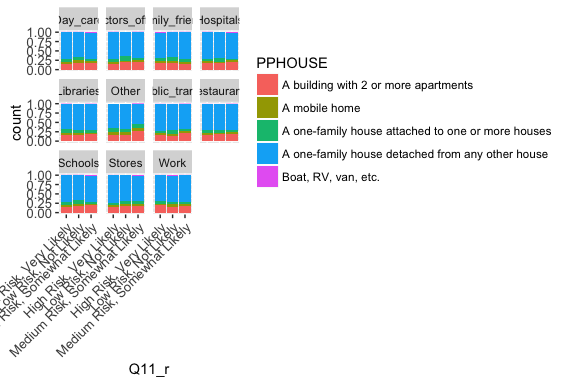 Day_care
ctors_of
nily_frien
Hospitals
1.00
0.75
0.50
0.25
0.00
Libraries
Other
blic_tran
estauran
1.00
0.75
0.50
0.25
0.00
Schools
Stores
Work
1.00
0.75
0.50
0.25
0.00
count
Risk, Very Likely
Low Risk, Not Likely
Risk, Somewhat Likely
High Risk, Very Likely
Low Risk, Not Likely
Medium Risk, Somewhat Likely
High Risk, Very Likely
Low Risk, Not Likely
Medium Risk, Somewhat Likely
Q11_r
PPHOUSE
A building with 2 or more apartments
A mobile home
A one-family house attached to one or more houses
A one-family house detached from any other house
Boat, RV, van, etc.